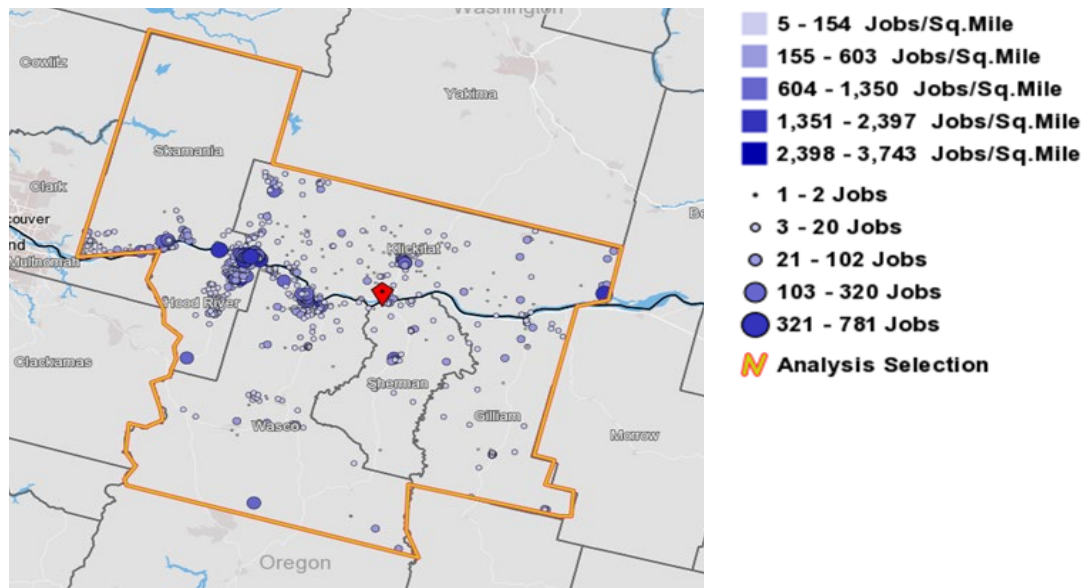 Washington
Cowlitz
Yakima
Skamania
Clark
couver
nd
Multnomah
Klickitat
Hood River
Clackamas
Sherman
Gilliam
Wasco
Morrow
Oregon
Be
5 - 154 Jobs/Sq.Mile
155 - 603 Jobs/Sq.Mile
604 - 1,350 Jobs/Sq.Mile
1,351 - 2,397 Jobs/Sq.Mile
2,398 - 3,743 Jobs/Sq.Mile
1 - 2 Jobs
3 - 20 Jobs
21 - 102 Jobs
103 - 320 Jobs
321 - 781 Jobs
Analysis Selection